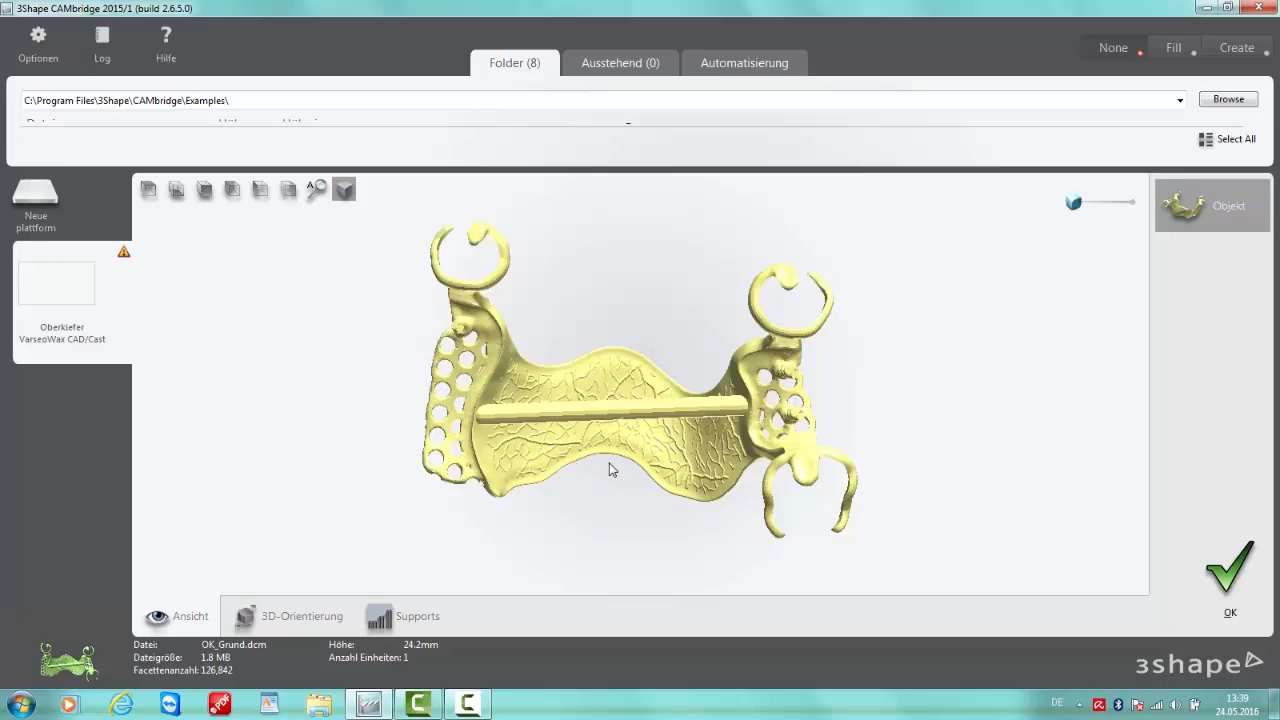 3Shape CAMbridge 2015/1 (build 2.6.5.0)
Optionen
Log
Hilfe
Folder (8)
Ausstehend (0)
Automatisierung
None
Fill
Create
C:\Program Files\3Shape\CAMbridge\Examples\
Browse
Select All
Neue
plattform
Objekt
Oberkiefer
VarseoWax CAD/Cast
OK
Ansicht
3D-Orientierung
Supports
Datei: OK_Grund.dcm Höhe: 24.2mm
Dateigröße: 1.8 MB Anzahl Einheiten: 1
Facettenanzahl: 126,842
3shape
DE
13:39
24.05.2016